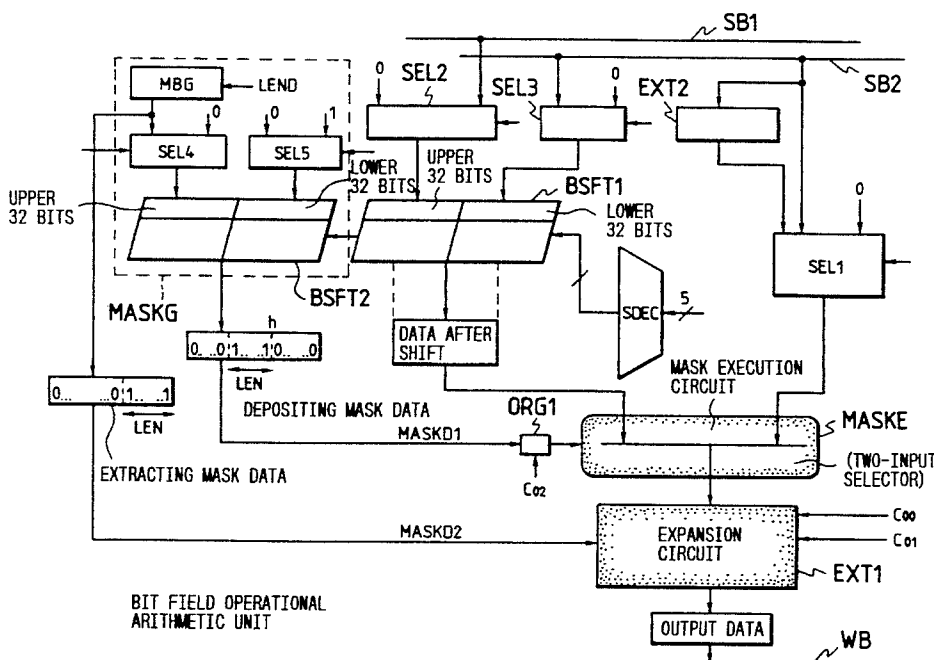 SB1
SB2
MBG
LEND
0
SEL2
SEL3
0
EXT2
0
0
1
SEL4
SEL5
0
UPPER
32 BITS
LOWER
32 BITS
UPPER
32 BITS
BSFT1
LOWER
32 BITS
SEL1
MASKG
BSFT2
SDEC
5
h
0.. ..0 1.. ..1 0.. ..0
LEN
DATA AFTER
SHIFT
MASK EXECUTION
CIRCUIT
0... ...0 1.. ..1
LEN
DEPOSITING MASK DATA
ORG1
MASKE
MASKD1
(TWO-INPUT
SELECTOR)
EXTRACTING MASK DATA
C02
MASKD2
EXPANSION
CIRCUIT
C00
C01
EXT1
BIT FIELD OPERATIONAL
ARITHMETIC UNIT
OUTPUT DATA
WB